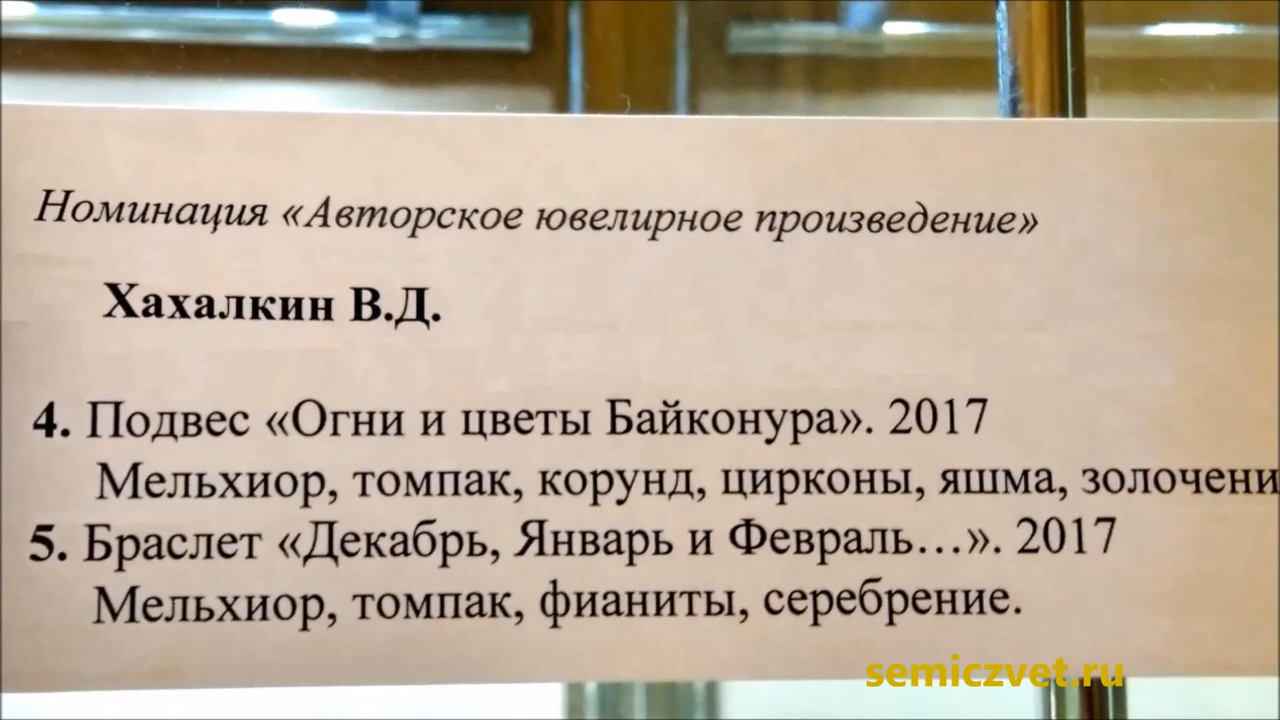 Номинация «Авторское ювелирное произведение»
Хахалкин В.Д.
4. Подвес «Огни и цветы Байконура». 2017
Мельхиор, томпак, корунд, цирконы, яшма, золочени
5. Браслет «Декабрь, Январь и Февраль…». 2017
Мельхиор, томпак, фианиты, серебрение.
semiczvet.ru